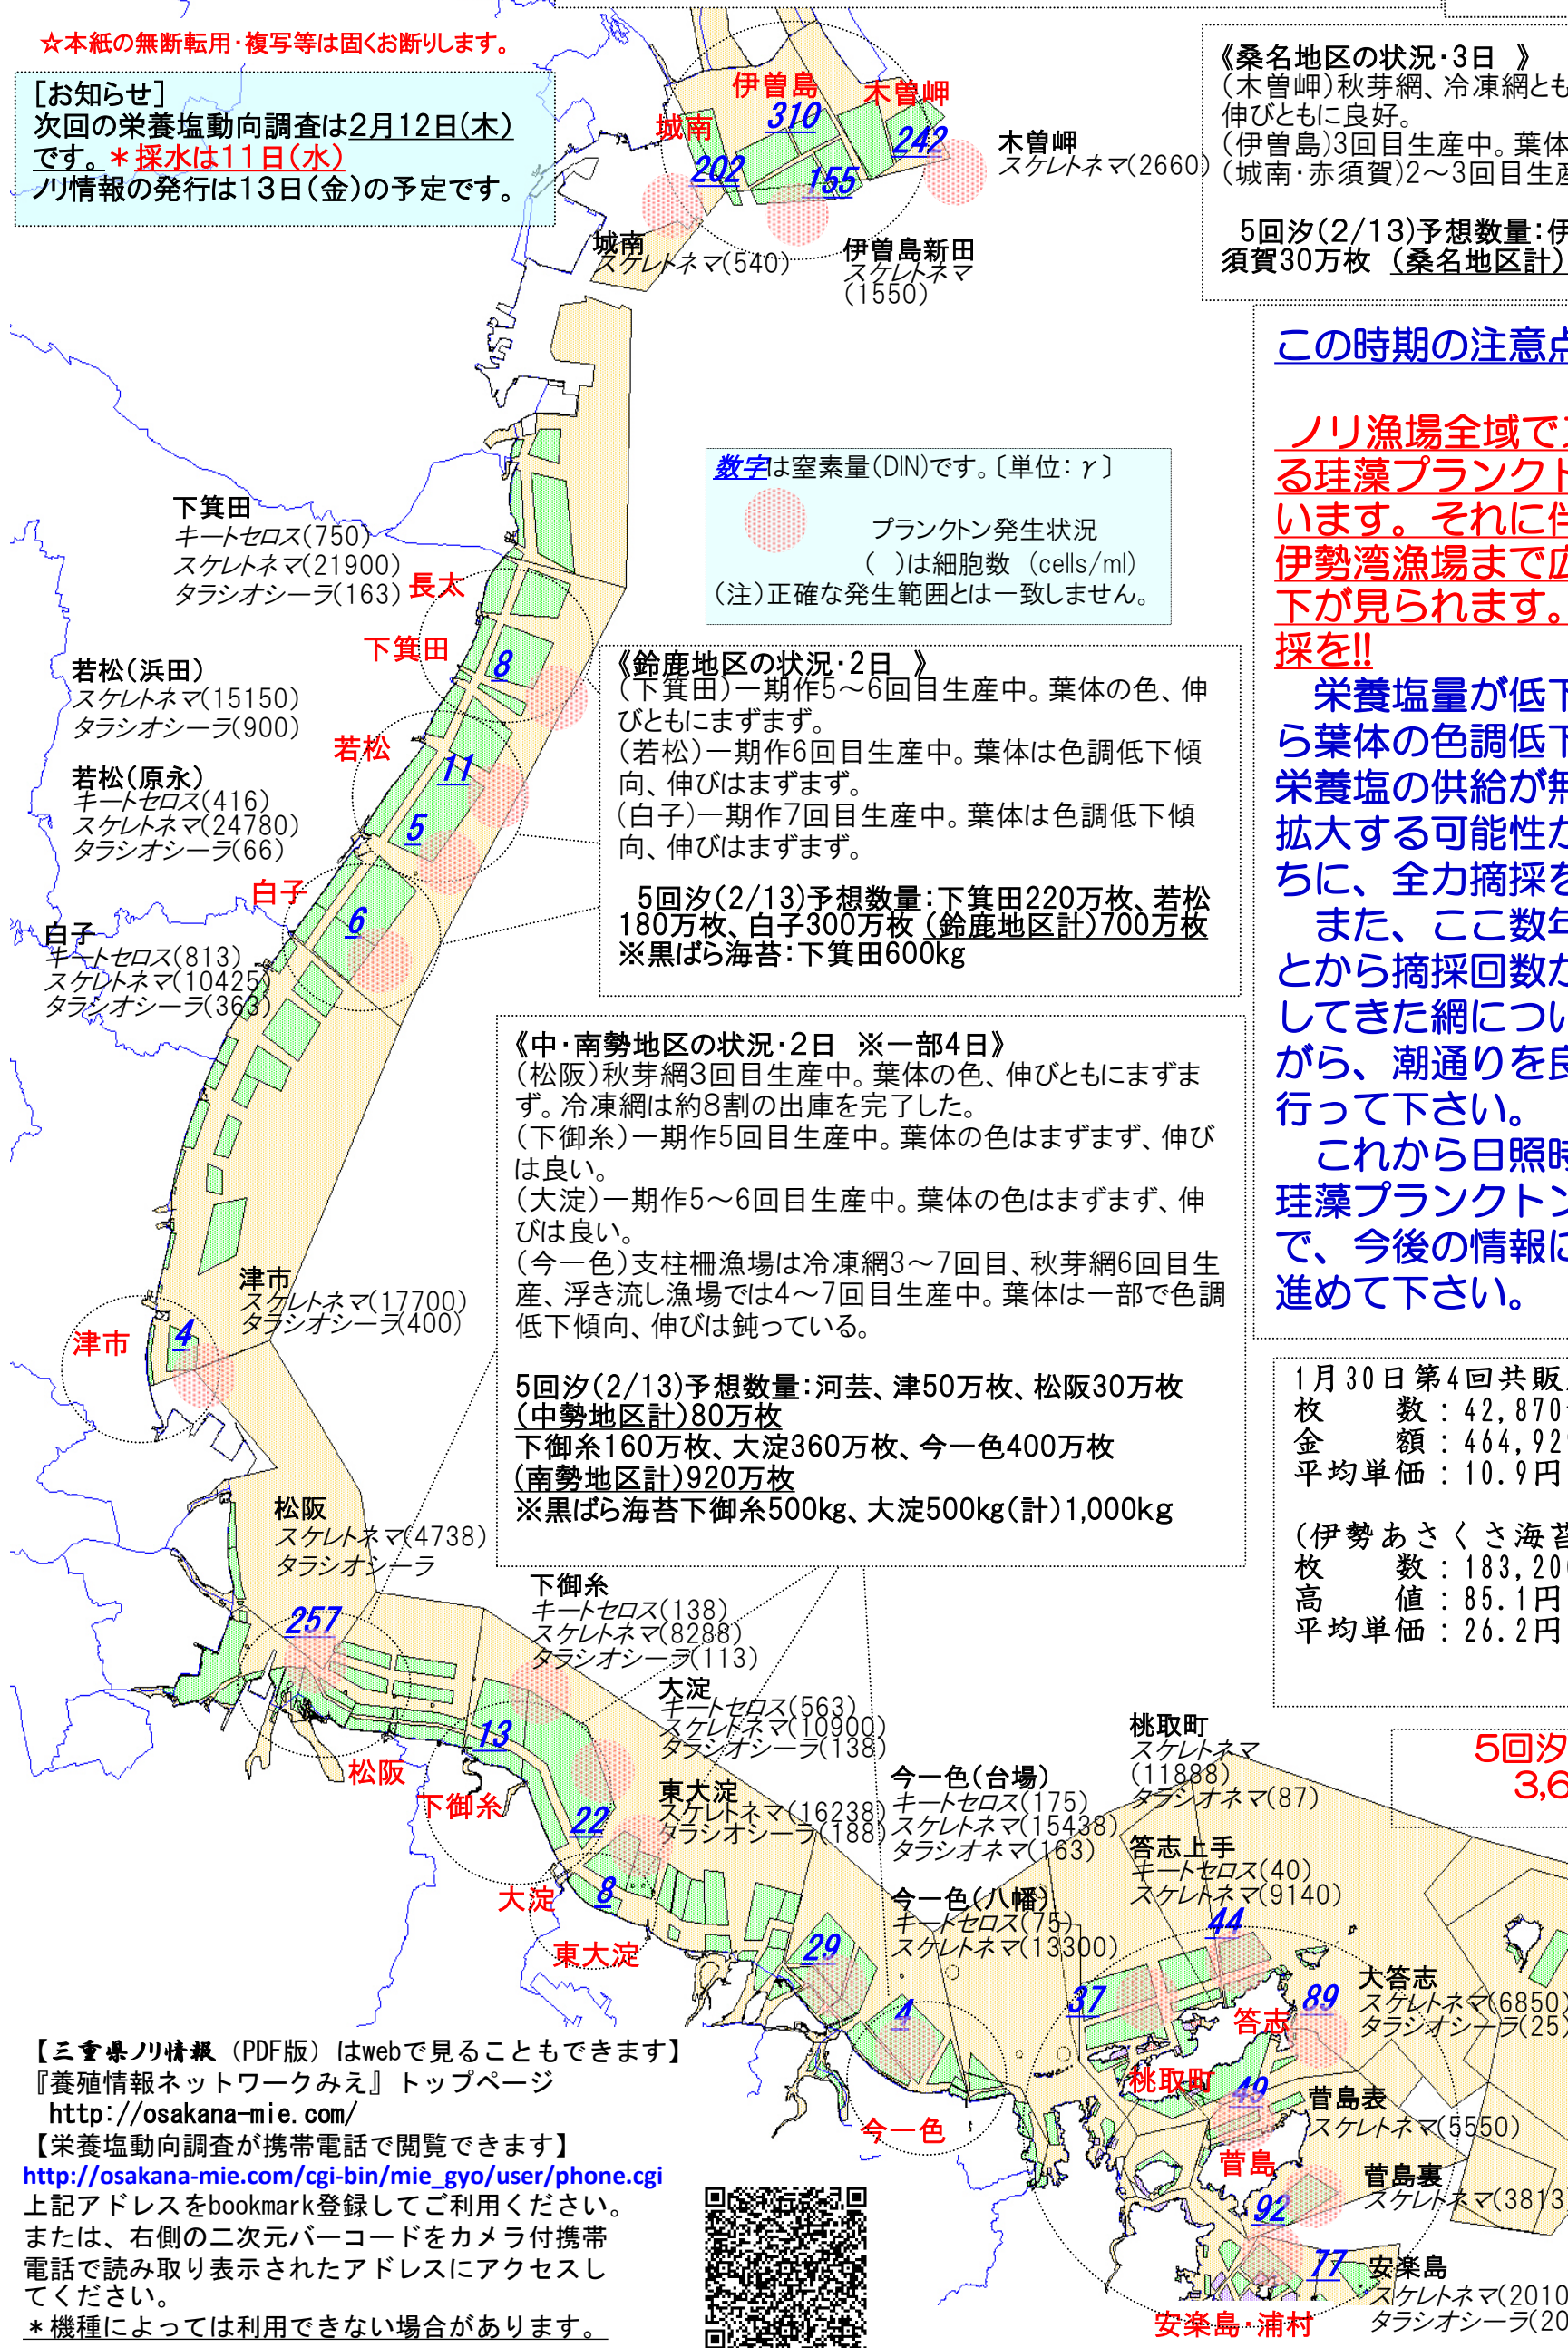 ☆本紙の無断転用・複写等は固くお断りします。
［お知らせ］
次回の栄養塩動向調査は2月12日(木)
です。＊採水は11日(水)
ノリ情報の発行は13日(金)の予定です。
伊曽島
310
木曽岬
242
城南
202
155
木曽岬
スケレトネマ(2660)
城南
スケレトネマ(540)
伊曽島新田
スケレトネマ
(1550)
《桑名地区の状況・3日 》
(木曽岬)秋芽網、冷凍網とも
伸びともに良好。
(伊曽島)3回目生産中。葉体
(城南・赤須賀)2～3回目生産
5回汐(2/13)予想数量：伊
須賀30万枚 (桑名地区計)
この時期の注意点
ノリ漁場全域でス
る珪藻プランクト
います。それに伴
伊勢湾漁場まで広
下が見られます。
採を!!
栄養塩量が低下
ら葉体の色調低下
栄養塩の供給が無
拡大する可能性が
ちに、全力摘採を
また、ここ数年
とから摘採回数が
してきた網につい
がら、潮通りを良
行って下さい。
これから日照時
珪藻プランクトン
で、今後の情報に
進めて下さい。
数字は窒素量(DIN)です。〔単位：γ〕
プランクトン発生状況
( )は細胞数 (cells/ml)
(注)正確な発生範囲とは一致しません。
下箕田
キートセロス(750)
スケレトネマ(21900)
タラシオシーラ(163)
長太
下箕田
8
若松(浜田)
スケレトネマ(15150)
タラシオシーラ(900)
若松
11
若松(原永)
キートセロス(416)
スケレトネマ(24780)
タラシオシーラ(66)
5
白子
6
白子
キートセロス(813)
スケレトネマ(10425)
タラシオシーラ(363)
《鈴鹿地区の状況・2日 》
(下箕田)一期作5～6回目生産中。葉体の色、伸
びともにまずまず。
(若松)一期作6回目生産中。葉体は色調低下傾
向、伸びはまずまず。
(白子)一期作7回目生産中。葉体は色調低下傾
向、伸びはまずまず。
5回汐(2/13)予想数量：下箕田220万枚、若松
180万枚、白子300万枚 (鈴鹿地区計)700万枚
※黒ばら海苔：下箕田600kg
《中・南勢地区の状況・2日 ※一部4日》
(松阪)秋芽網3回目生産中。葉体の色、伸びともにまずま
ず。冷凍網は約8割の出庫を完了した。
(下御糸)一期作5回目生産中。葉体の色はまずまず、伸び
は良い。
(大淀)一期作5～6回目生産中。葉体の色はまずまず、伸
びは良い。
(今一色)支柱柵漁場は冷凍網3～7回目、秋芽網6回目生
産、浮き流し漁場では4～7回目生産中。葉体は一部で色調
低下傾向、伸びは鈍っている。
5回汐(2/13)予想数量：河芸、津50万枚、松阪30万枚
(中勢地区計)80万枚
下御糸160万枚、大淀360万枚、今一色400万枚
(南勢地区計)920万枚
※黒ばら海苔下御糸500kg、大淀500kg(計)1,000kg
津市
スケレトネマ(17700)
タラシオシーラ(400)
津市
4
1月30日第4回共販
枚 数：42,870
金 額：464,92
平均単価：10.9円
(伊勢あさくさ海苔
枚 数：183,20
高 値：85.1円
平均単価：26.2円
松阪
スケレトネマ(4738)
タラシオシーラ
257
松阪
下御糸
キートセロス(138)
スケレトネマ(8288)
タラシオシーラ(113)
13
下御糸
大淀
キートセロス(563)
スケレトネマ(10900)
タラシオシーラ(138)
22
大淀
東大淀
スケレトネマ(16238)
タラシオシーラ(188)
8
東大淀
今一色(台場)
キートセロス(175)
スケレトネマ(15438)
タラシオネマ(163)
今一色(八幡)
キートセロス(75)
スケレトネマ(13300)
29
4
今一色
桃取町
スケレトネマ
(11888)
タラシオネマ(87)
5回汐
3,6
答志上手
キートセロス(40)
スケレトネマ(9140)
44
37
89
答志
大答志
スケレトネマ(6850)
タラシオシーラ(25)
桃取町
49
菅島表
スケレトネマ(5550)
菅島
92
菅島裏
スケレトネマ(3813)
77
安楽島
スケレトネマ(2010
タラシオシーラ(20
安楽島・浦村
【三重県ノリ情報（PDF版）はwebで見ることもできます】
『養殖情報ネットワークみえ』トップページ
http://osakana-mie.com/
【栄養塩動向調査が携帯電話で閲覧できます】
http://osakana-mie.com/cgi-bin/mie_gyo/user/phone.cgi
上記アドレスをbookmark登録してご利用ください。
または、右側の二次元バーコードをカメラ付携帯
電話で読み取り表示されたアドレスにアクセスし
てください。
＊機種によっては利用できない場合があります。